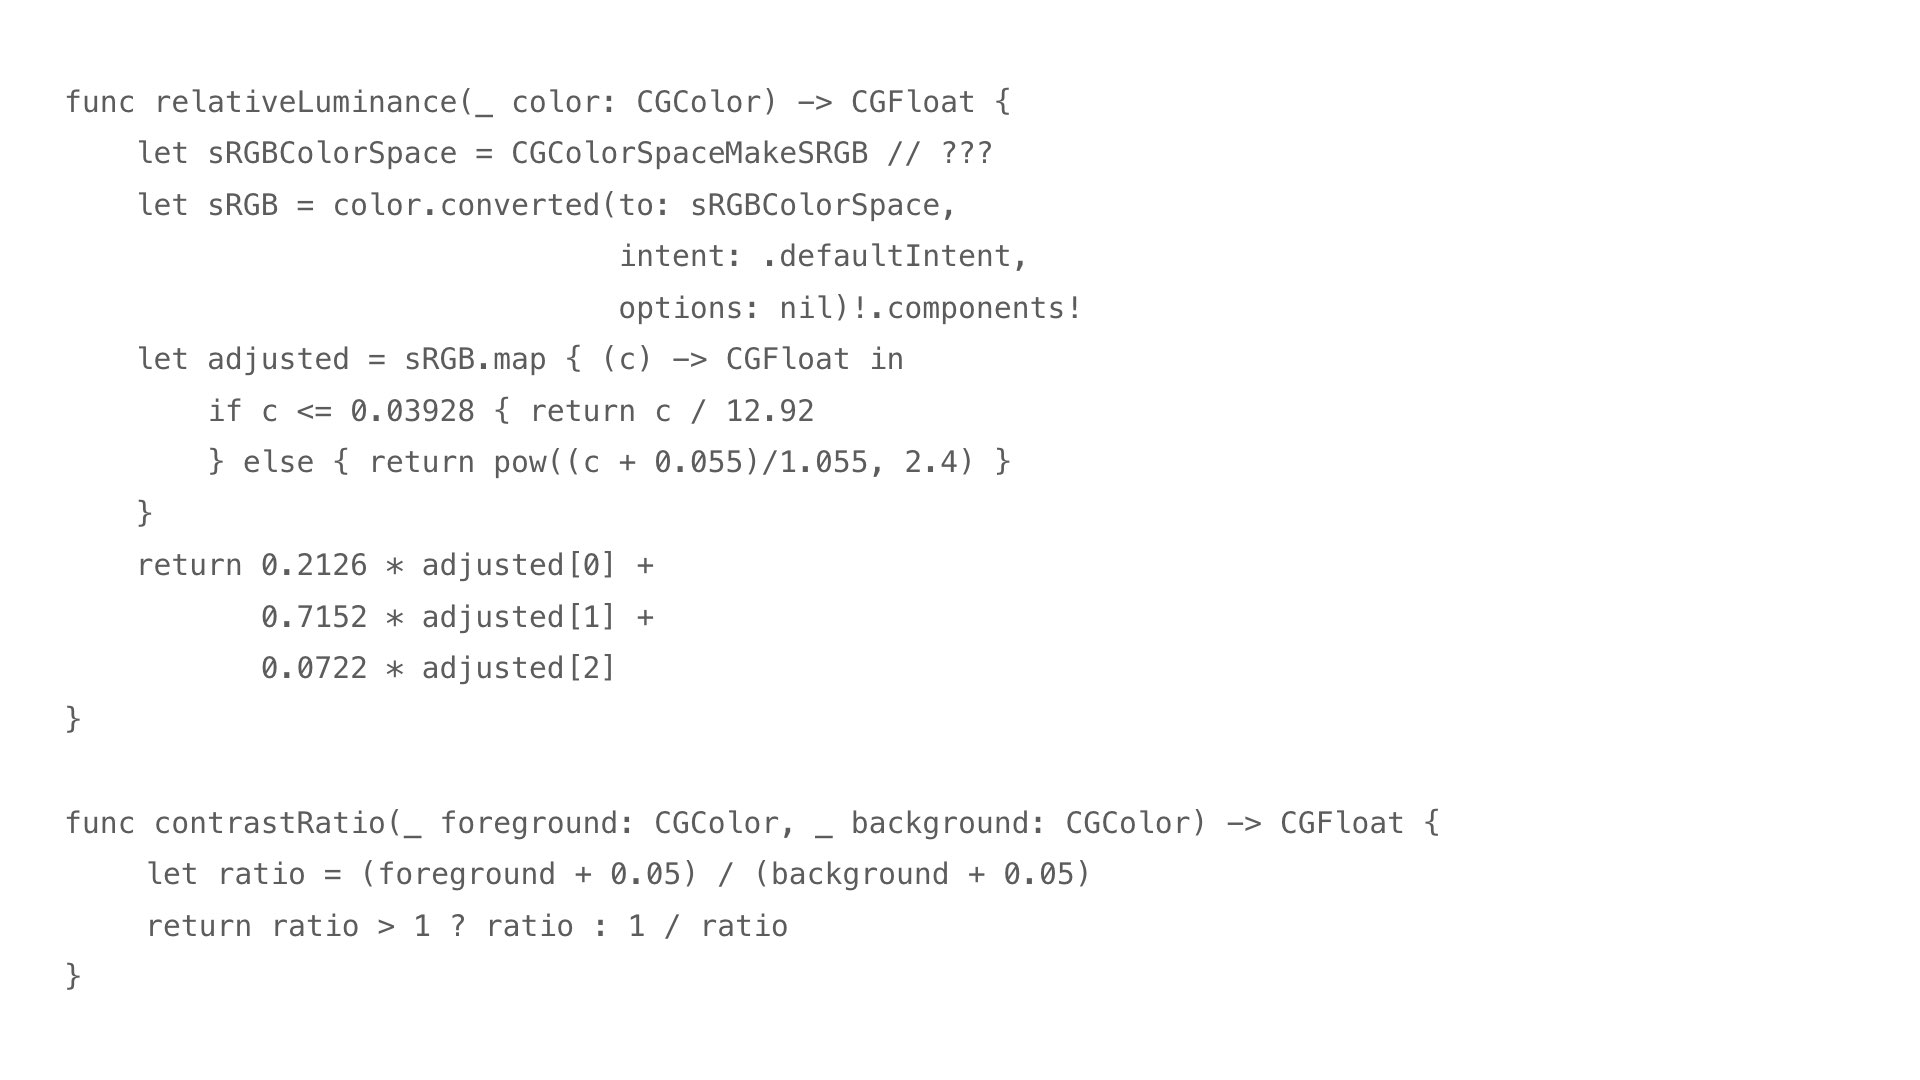 func relativeLuminance(_ color: CGColor) -> CGFloat {
    let sRGBColorSpace = CGColorSpaceMakeSRGB // ???
    let sRGB = color.converted(to: sRGBColorSpace,
                               intent: .defaultIntent,
                               options: nil)!.components!
    let adjusted = sRGB.map { (c) -> CGFloat in
        if c <= 0.03928 { return c / 12.92
        } else { return pow((c + 0.055)/1.055, 2.4) }
    }
    return 0.2126 * adjusted[0] +
           0.7152 * adjusted[1] +
           0.0722 * adjusted[2]
}

func contrastRatio(_ foreground: CGColor, _ background: CGColor) -> CGFloat {
    let ratio = (foreground + 0.05) / (background + 0.05)
    return ratio > 1 ? ratio : 1 / ratio
}